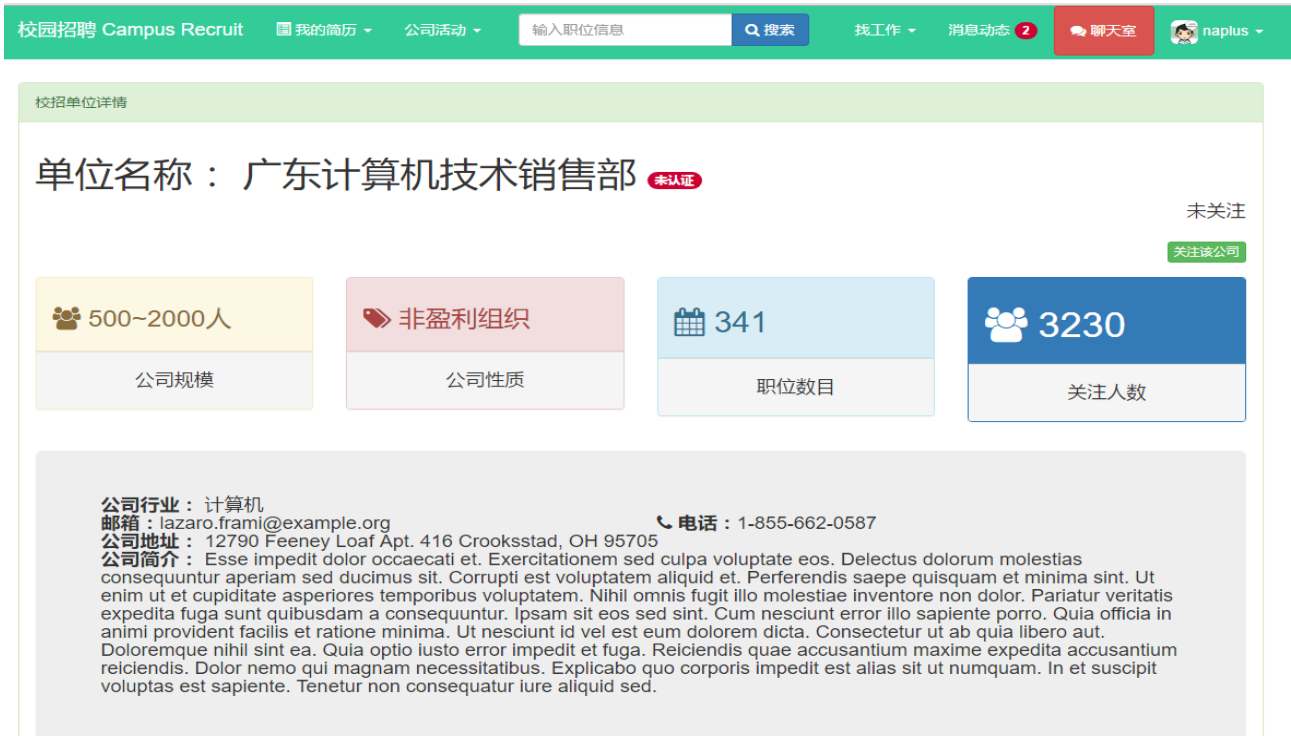 校园招聘 Campus Recruit 我的简历 公司活动 输入职位信息 搜索 找工作 消息动态 2 聊天室 naplus
校招单位详情
单位名称： 广东计算机技术销售部 未认证
未关注
关注该公司
500~2000人
公司规模
非盈利组织
公司性质
341
职位数目
3230
关注人数
公司行业： 计算机
邮箱：lazaro.frami@example.org 电话：1-855-662-0587
公司地址： 12790 Feeney Loaf Apt. 416 Crooksstad, OH 95705
公司简介： Esse impedit dolor occaecati et. Exercitationem sed culpa voluptate eos. Delectus dolorum molestias
consequuntur aperiam sed ducimus sit. Corrupti est voluptatem aliquid et. Perferendis saepe quisquam et minima sint. Ut
enim ut et cupiditate asperiores temporibus voluptatem. Nihil omnis fugit illo molestiae inventore non dolor. Pariatur veritatis
expedita fuga sunt quibusdam a consequuntur. Ipsam sit eos sed sint. Cum nesciunt error illo sapiente porro. Quia officia in
animi provident facilis et ratione minima. Ut nesciunt id vel est eum dolorem dicta. Consectetur ut ab quia libero aut.
Doloremque nihil sint ea. Quia optio iusto error impedit et fuga. Reiciendis quae accusantium maxime expedita accusantium
reiciendis. Dolor nemo qui magnam necessitatibus. Explicabo quo corporis impedit est alias sit ut numquam. In et suscipit
voluptas est sapiente. Tenetur non consequatur iure aliquid sed.